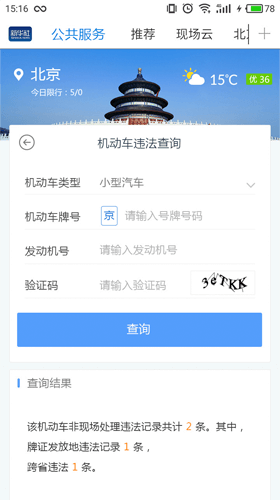 15:16
78
新华社
公共服务 推荐 现场云
北京
今日限行：5/0
15℃
优 36
机动车违法查询
机动车类型 小型汽车
机动车牌号 京 请输入号牌号码
发动机号 请输入发动机号
验证码 请输入验证码 3eTKK
查询
查询结果
该机动车非现场处理违法记录共计 2 条。其中，
牌证发放地违法记录 1 条，
跨省违法 1 条。